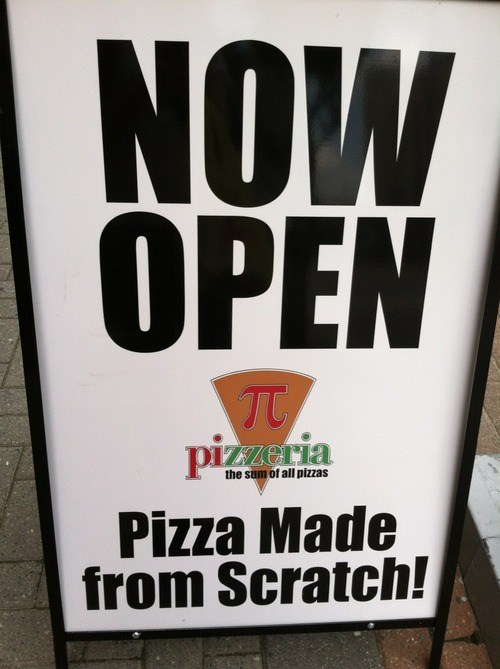 NOW
OPEN
π
pizzeria
the sum of all pizzas
Pizza Made
from Scratch!